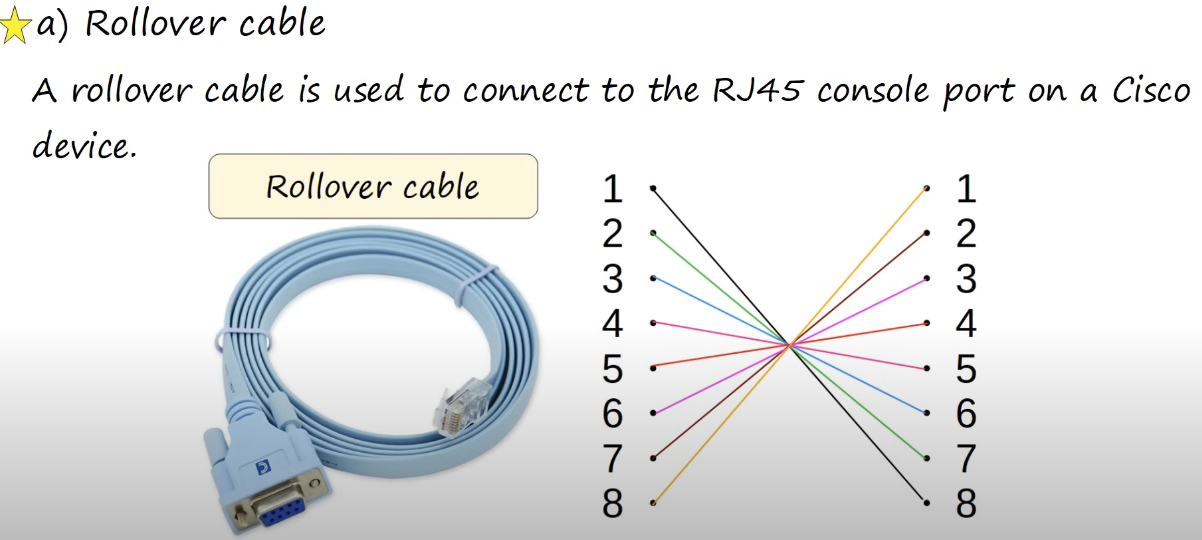 a) Rollover cable
A rollover cable is used to connect to the RJ45 console port on a Cisco
device.
Rollover cable
1 1
2 2
3 3
4 4
5 5
6 6
7 7
8 8